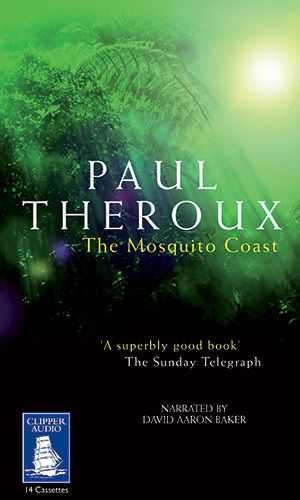 PAUL
THEROUX
The Mosquito Coast
'A superbly good book'
The Sunday Telegraph
NARRATED BY
DAVID AARON BAKER
CLIPPER
AUDIO
14 Cassettes